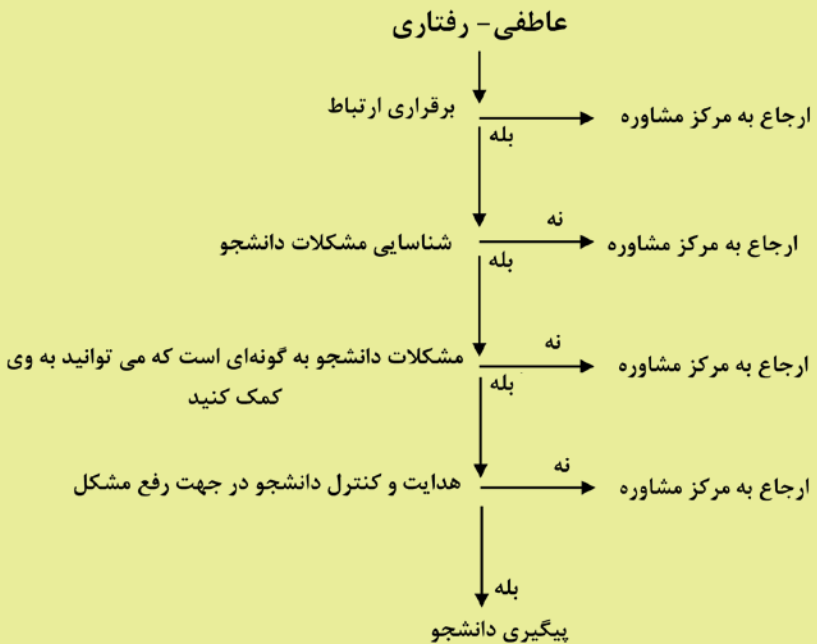 عاطفی- رفتاری
برقراری ارتباط
ارجاع به مرکز مشاوره
بله
نه
شناسایی مشکلات دانشجو
ارجاع به مرکز مشاوره
بله
نه
مشکلات دانشجو به گونه‌ای است که می توانید به وی
کمک کنید
ارجاع به مرکز مشاوره
بله
نه
هدایت و کنترل دانشجو در جهت رفع مشکل
ارجاع به مرکز مشاوره
بله
پیگیری دانشجو